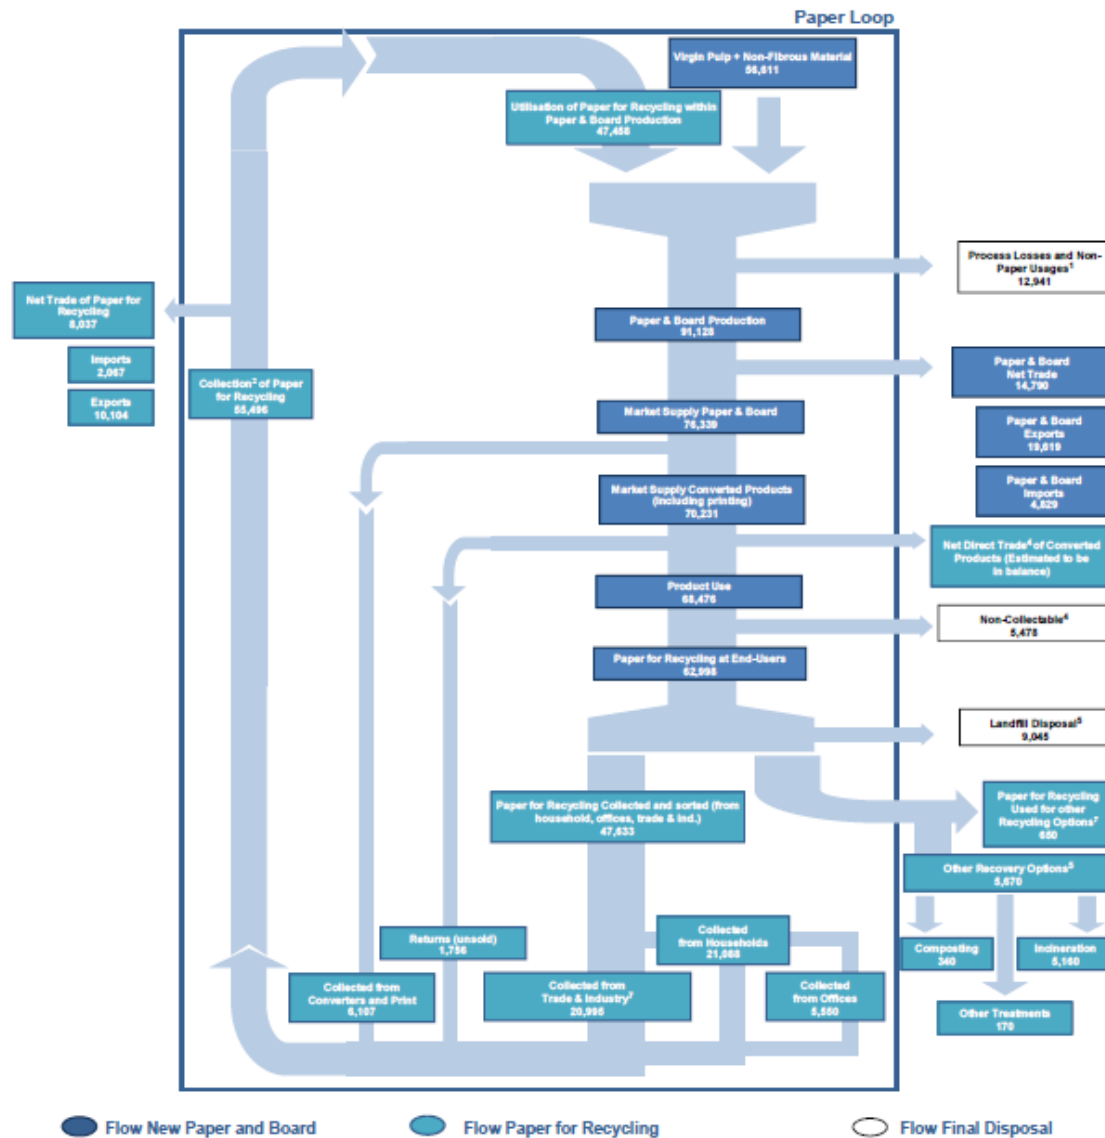 Paper Loop
Virgin Pulp + Non-Fibrous Material
56,611
Utilisation of Paper for Recycling within
Paper & Board Production
47,458
Process Losses and Non-
Paper Usages1
12,941
Net Trade of Paper for
Recycling
8,037
Imports
2,067
Exports
10,104
Paper & Board Production
91,128
Paper & Board
Net Trade
14,790
Collection2 of Paper
for Recycling
55,496
Market Supply Paper & Board
76,339
Paper & Board
Exports
19,619
Paper & Board
Imports
4,829
Market Supply Converted Products
(Including printing)
70,231
Net Direct Trade4 of Converted
Products (Estimated to be
in balance)
Product Use
68,476
Non-Collectable4
5,478
Paper for Recycling at End-Users
62,998
Landfill Disposal5
9,045
Paper for Recycling Collected and sorted (from
household, offices, trade & ind.)
47,633
Paper for Recycling
Used for other
Recycling Options7
650
Other Recovery Options5
5,670
Returns (unsold)
1,756
Collected
from Households
21,088
Composting
340
Incineration
5,160
Collected from
Converters and Print
6,107
Collected from
Trade & Industry7
20,995
Collected
from Offices
5,550
Other Treatments
170
Flow New Paper and Board
Flow Paper for Recycling
Flow Final Disposal